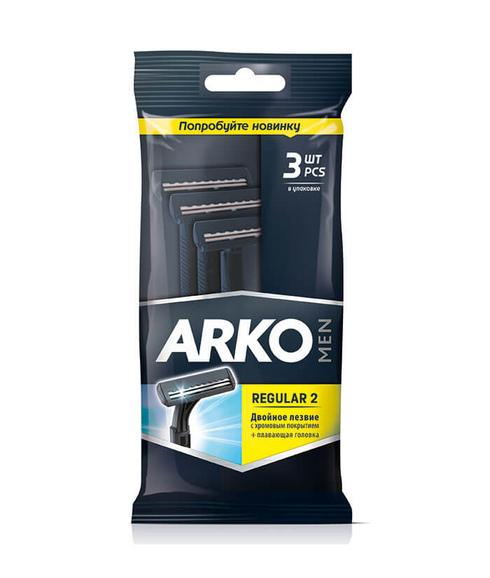 Попробуйте новинку
3 ШТ PCS
в упаковке
ARKO MEN
REGULAR 2
Двойное лезвие
с хромовым покрытием
+ плавающая головка